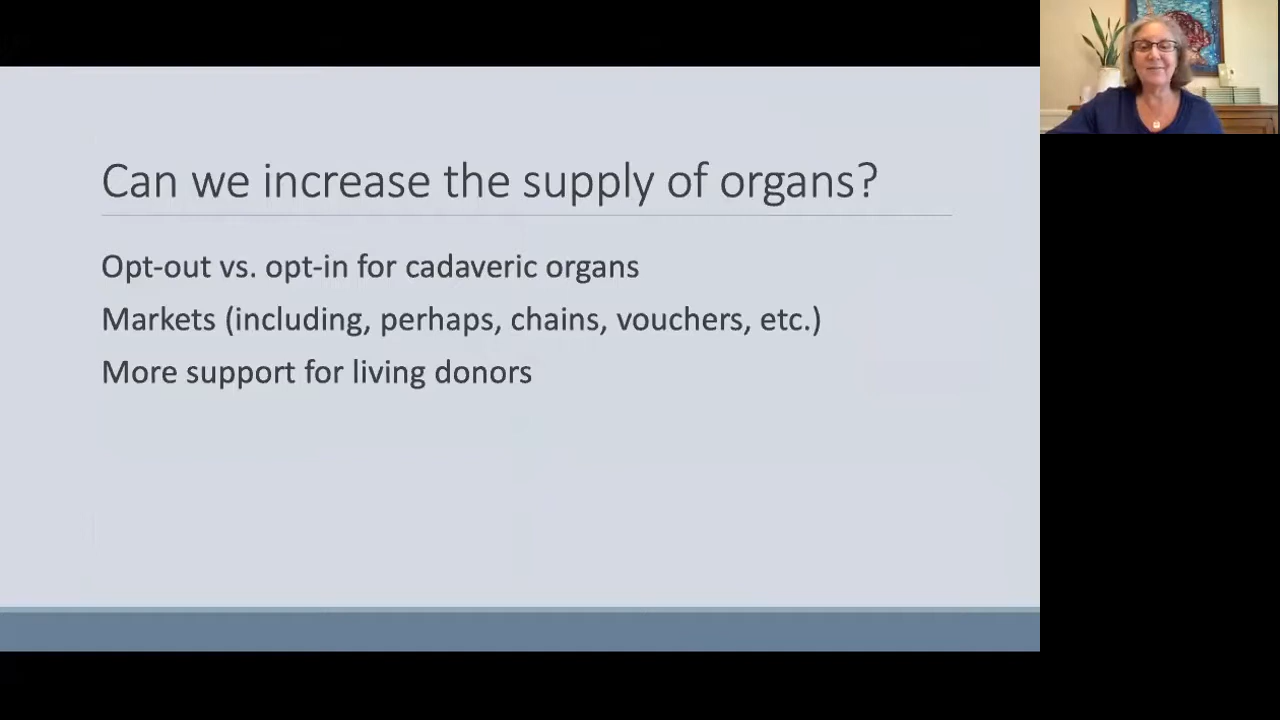 Can we increase the supply of organs?
Opt-out vs. opt-in for cadaveric organs
Markets (including, perhaps, chains, vouchers, etc.)
More support for living donors